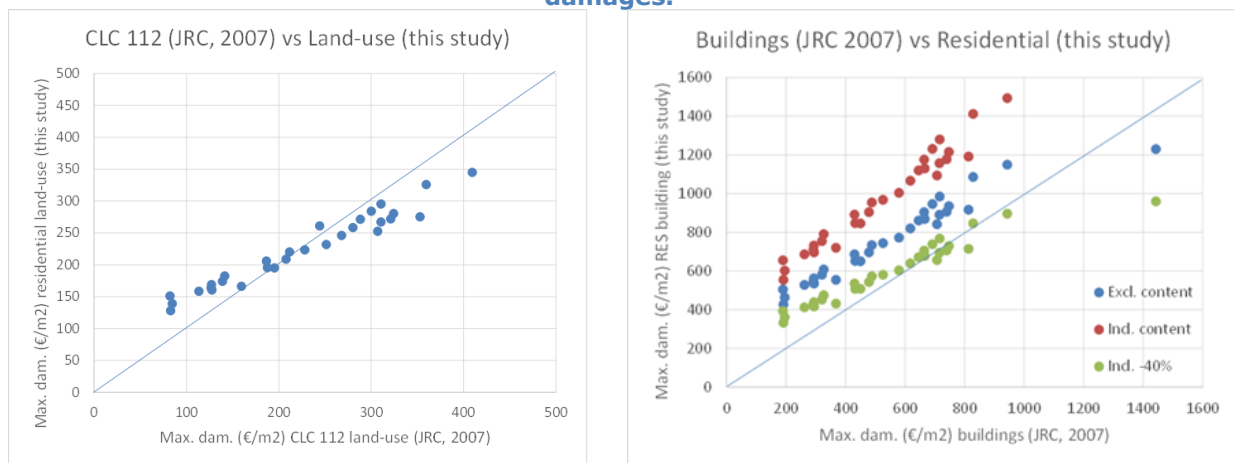 damages.
CLC 112 (JRC, 2007) vs Land-use (this study)
Max. dam. (€/m2) residential land-use (this study)
500
450
400
350
300
250
200
150
100
50
0
0 100 200 300 400 500
Max. dam. (€/m2) CLC 112 land-use (JRC, 2007)
Buildings (JRC 2007) vs Residential (this study)
Max. dam. (€/m2) RES building (this study)
1600
1400
1200
1000
800
600
400
200
0
Excl. content
Incl. content
Incl. -40%
0 200 400 600 800 1000 1200 1400 1600
Max. dam. (€/m2) buildings (JRC, 2007)